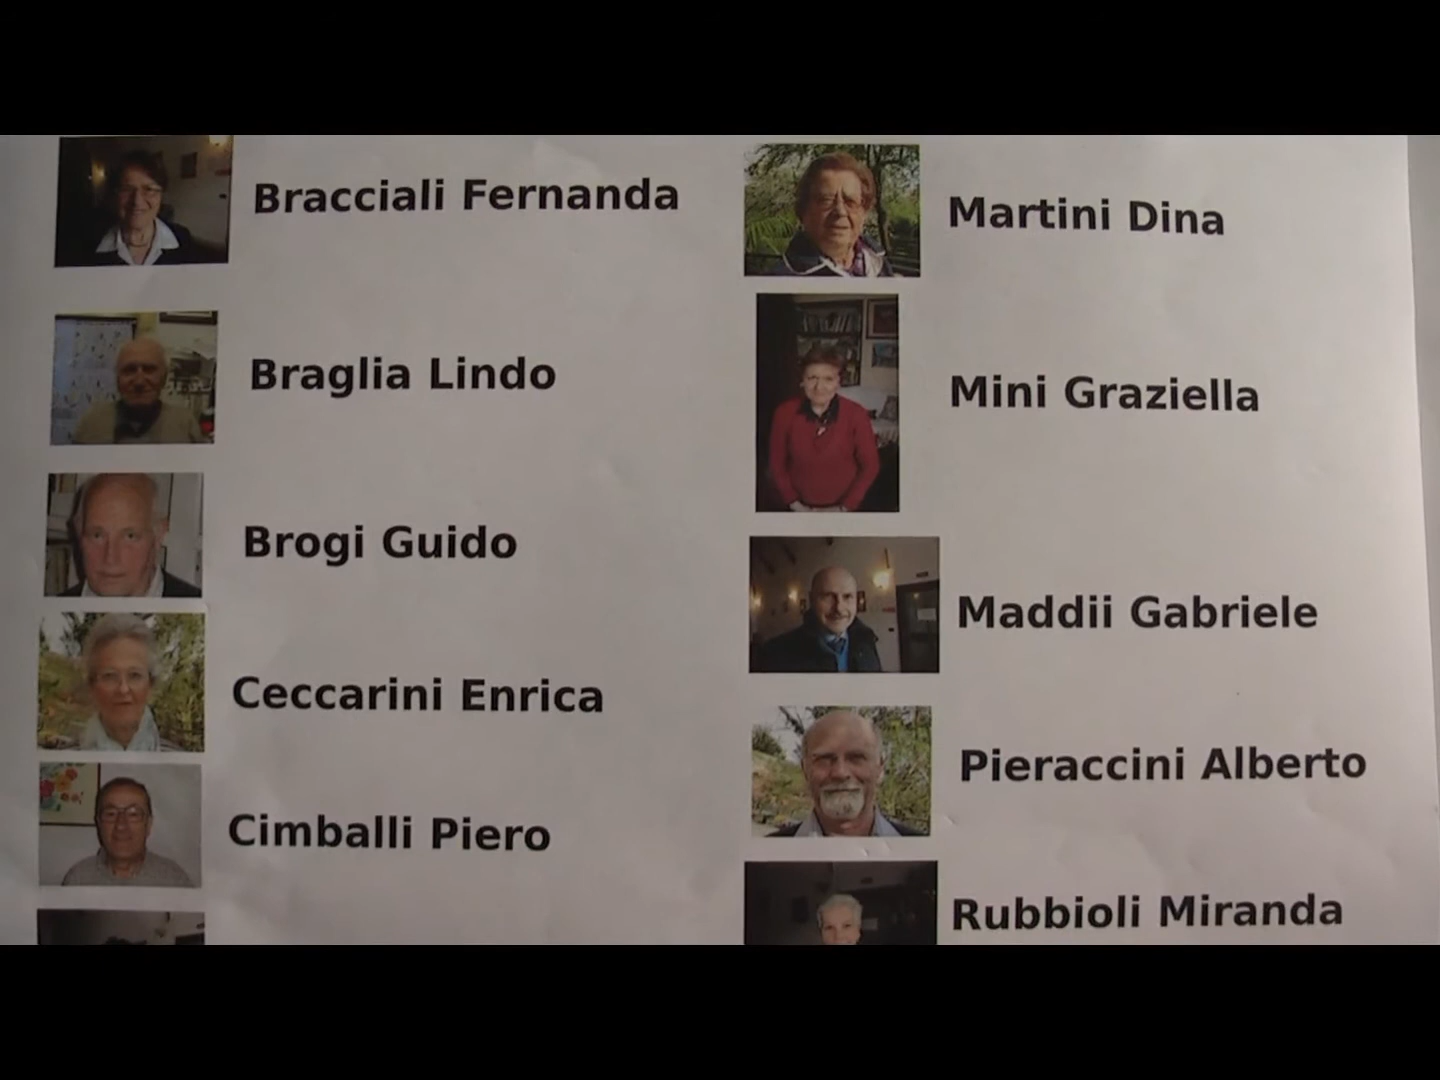 Bracciali Fernanda
Braglia Lindo
Brogi Guido
Ceccarini Enrica
Cimballi Piero
Martini Dina
Mini Graziella
Maddii Gabriele
Pieraccini Alberto
Rubbioli Miranda